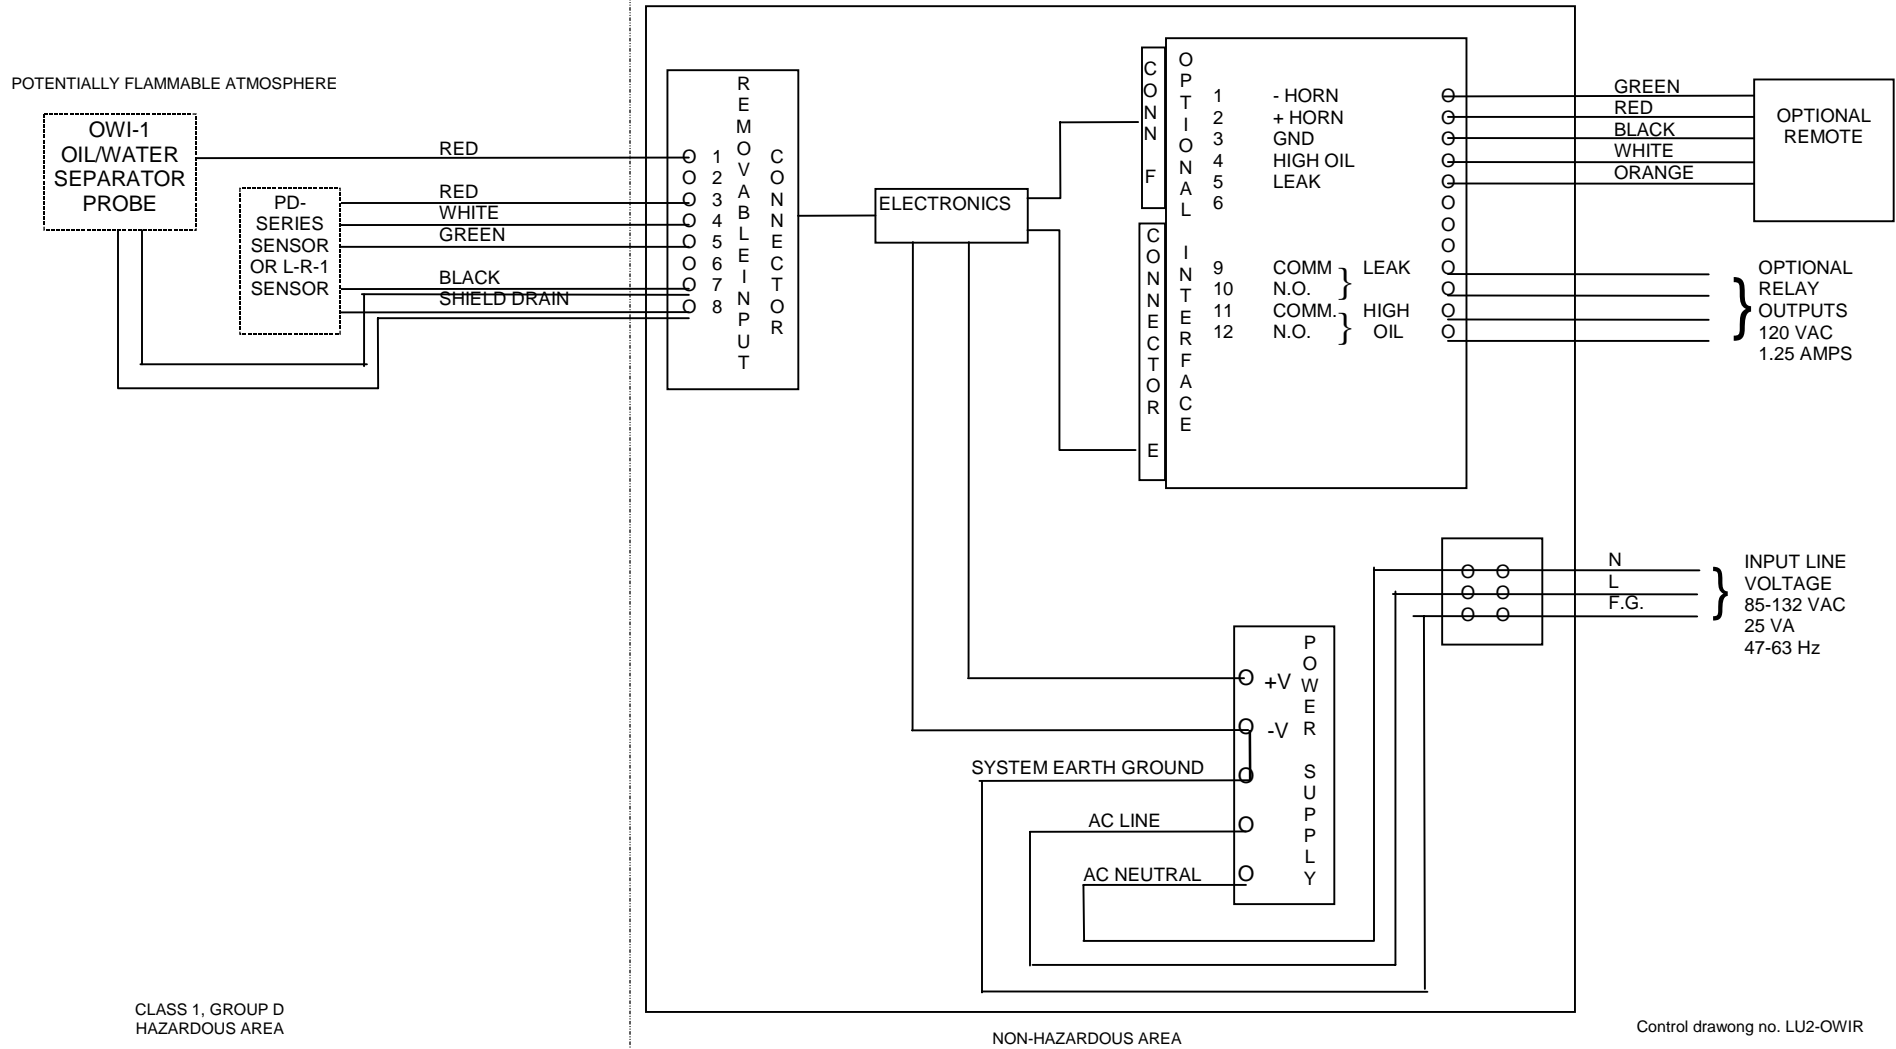 POTENTIALLY FLAMMABLE ATMOSPHERE
OWI-1
OIL/WATER
SEPARATOR
PROBE
PD-
SERIES
SENSOR
OR L-R-1
SENSOR
RED
RED
WHITE
GREEN
BLACK
SHIELD DRAIN
1
2
3
4
5
6
7
8
REMOVABLE INPUT
CONNECTOR
ELECTRONICS
CONN F
CONNECTOR E
OPTIONAL INTERFACE
1 - HORN
2 + HORN
3 GND
4 HIGH OIL
5 LEAK
6
9 COMM } LEAK
10 N.O.
11 COMM. } HIGH
12 N.O. OIL
GREEN
RED
BLACK
WHITE
ORANGE
OPTIONAL
REMOTE
OPTIONAL
RELAY
OUTPUTS
120 VAC
1.25 AMPS
N
L
F.G.
INPUT LINE
VOLTAGE
85-132 VAC
25 VA
47-63 Hz
POWER SUPPLY
+V
-V
SYSTEM EARTH GROUND
AC LINE
AC NEUTRAL
CLASS 1, GROUP D
HAZARDOUS AREA
NON-HAZARDOUS AREA
Control drawong no. LU2-OWIR